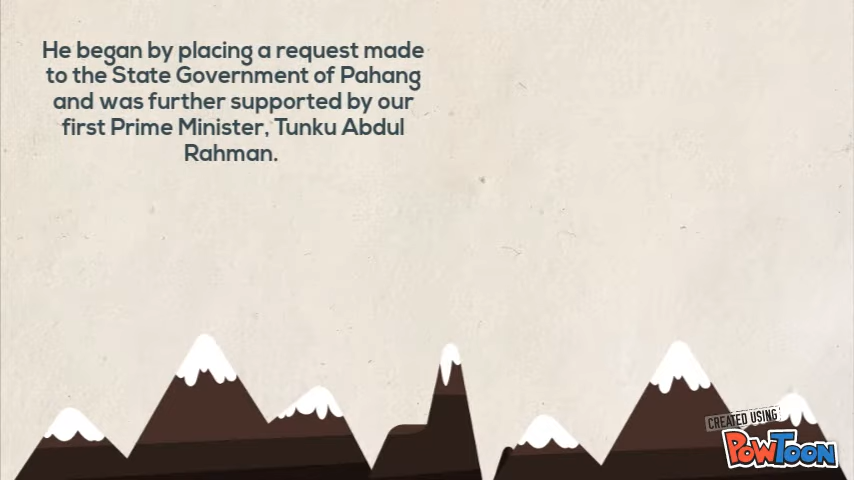 He began by placing a request made
to the State Government of Pahang
and was further supported by our
first Prime Minister, Tunku Abdul
Rahman.
CREATED USING
POWTOON